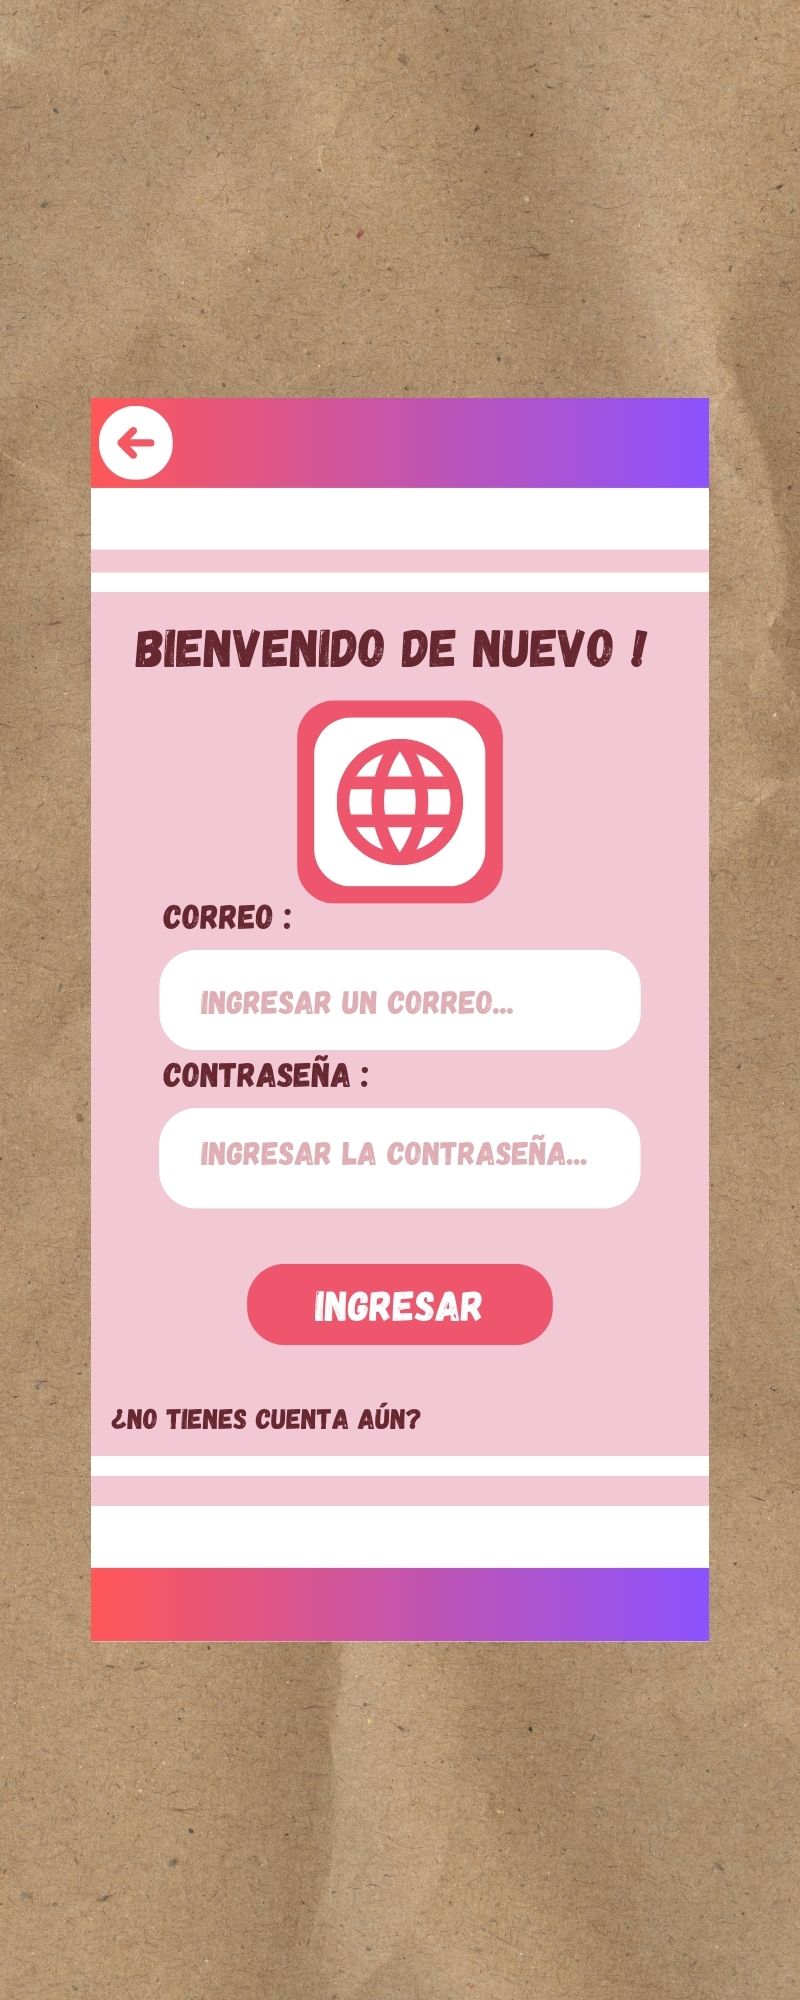 BIENVENIDO DE NUEVO !
CORREO :
INGRESAR UN CORREO...
CONTRASEÑA :
INGRESAR LA CONTRASEÑA...
INGRESAR
¿NO TIENES CUENTA AÚN?